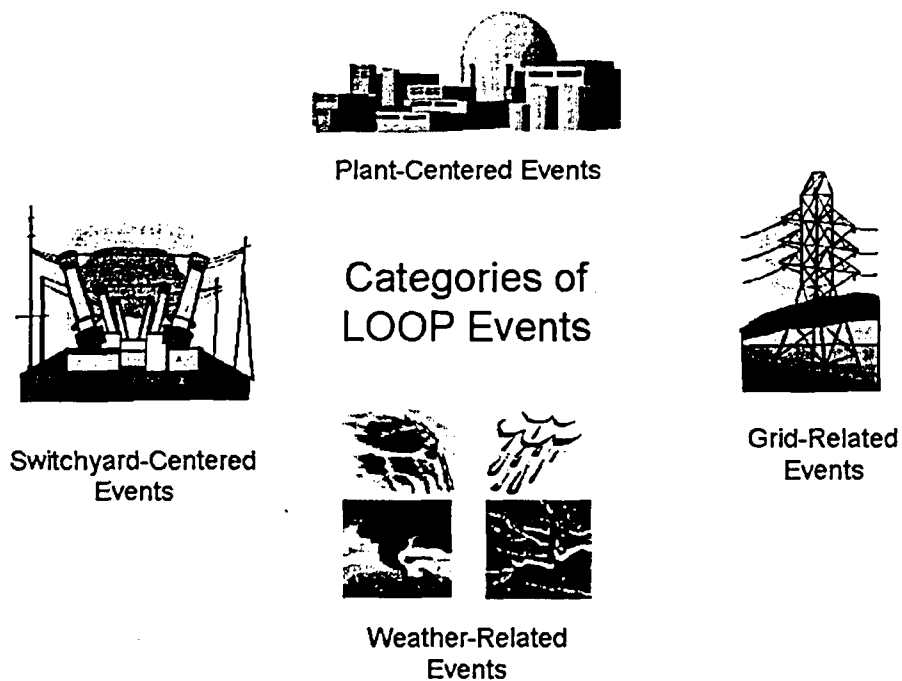 Plant-Centered Events
Categories of
LOOP Events
Switchyard-Centered
Events
Grid-Related
Events
Weather-Related
Events